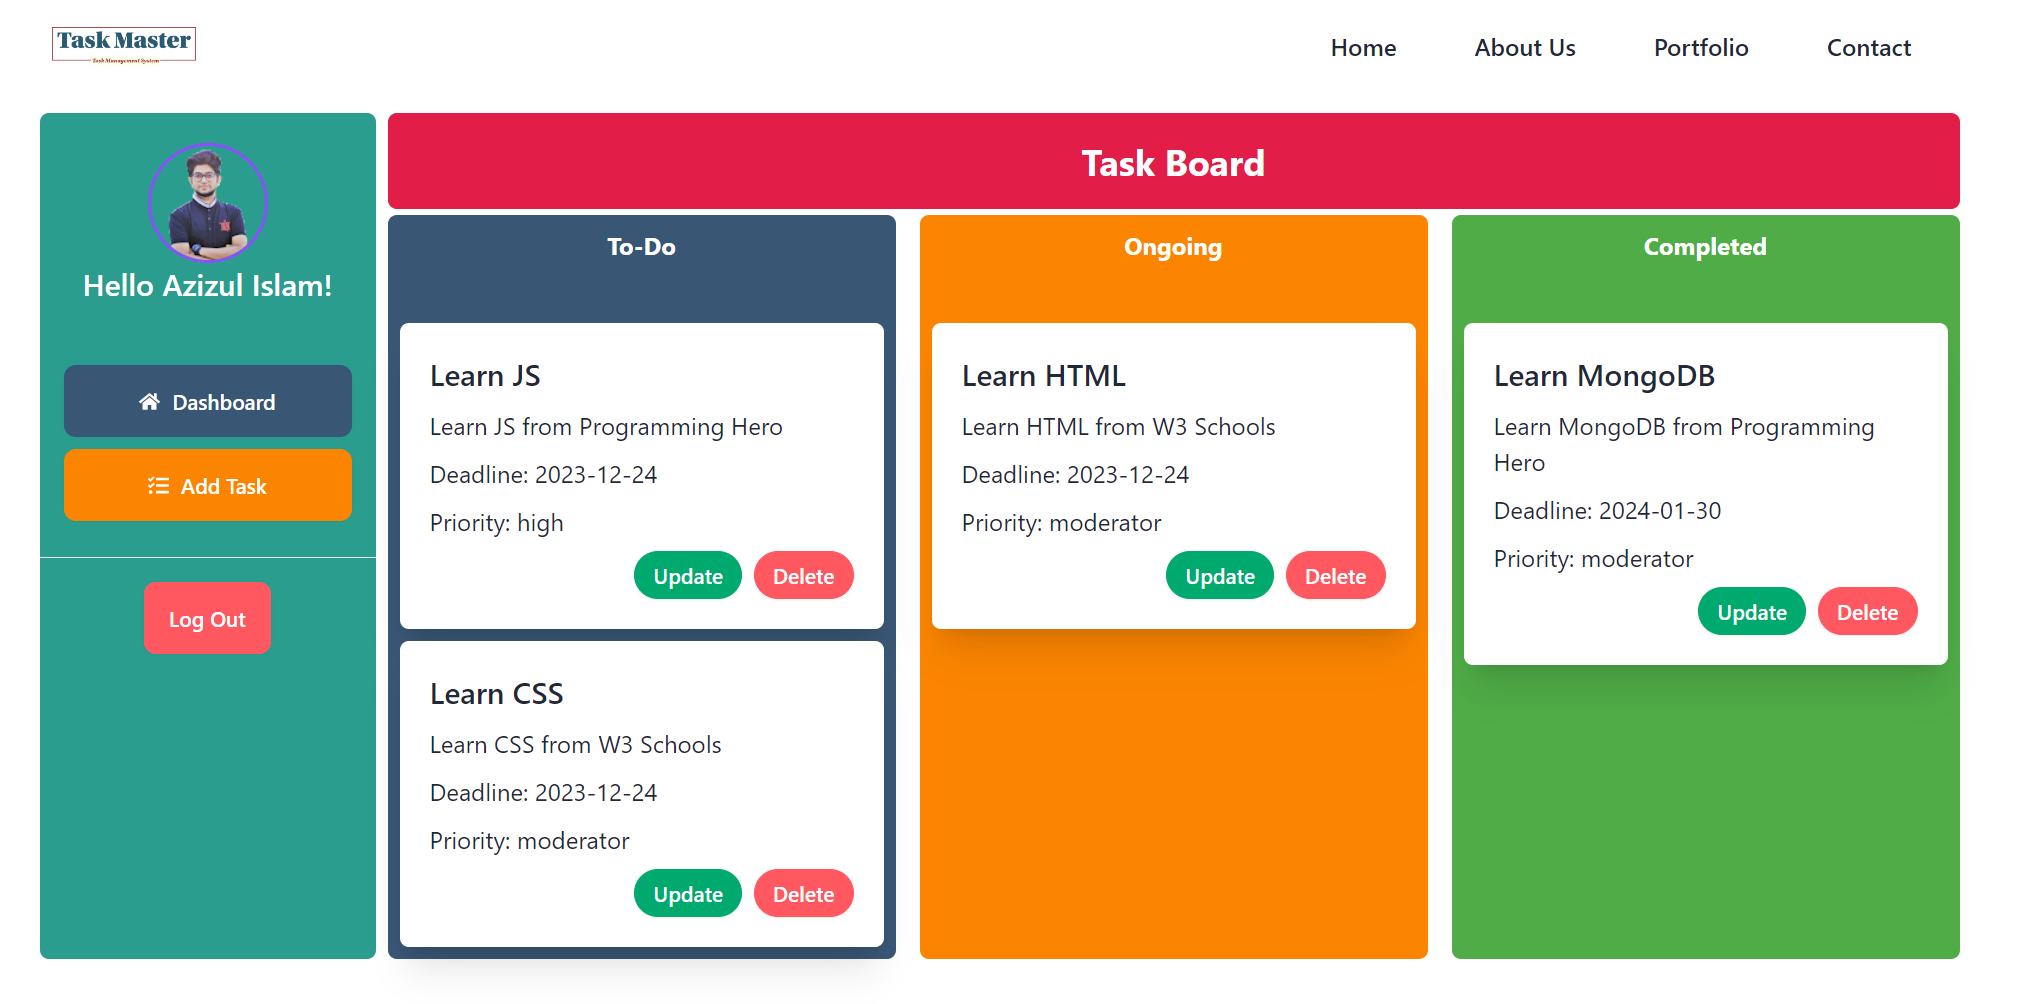 Task Master
Task Management System
Home
About Us
Portfolio
Contact
Hello Azizul Islam!
Dashboard
Add Task
Log Out
Task Board
To-Do
Learn JS
Learn JS from Programming Hero
Deadline: 2023-12-24
Priority: high
Update
Delete
Learn CSS
Learn CSS from W3 Schools
Deadline: 2023-12-24
Priority: moderator
Update
Delete
Ongoing
Learn HTML
Learn HTML from W3 Schools
Deadline: 2023-12-24
Priority: moderator
Update
Delete
Completed
Learn MongoDB
Learn MongoDB from Programming
Hero
Deadline: 2024-01-30
Priority: moderator
Update
Delete